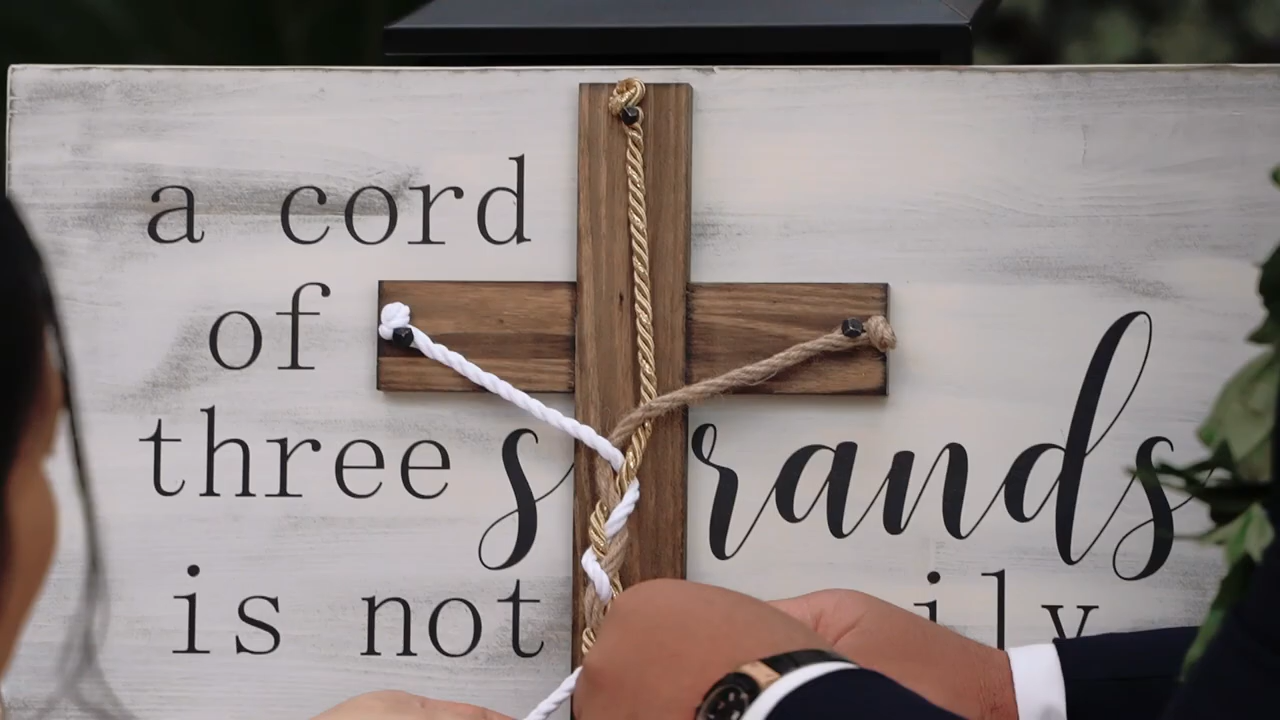 a cord
of
three strands
is not